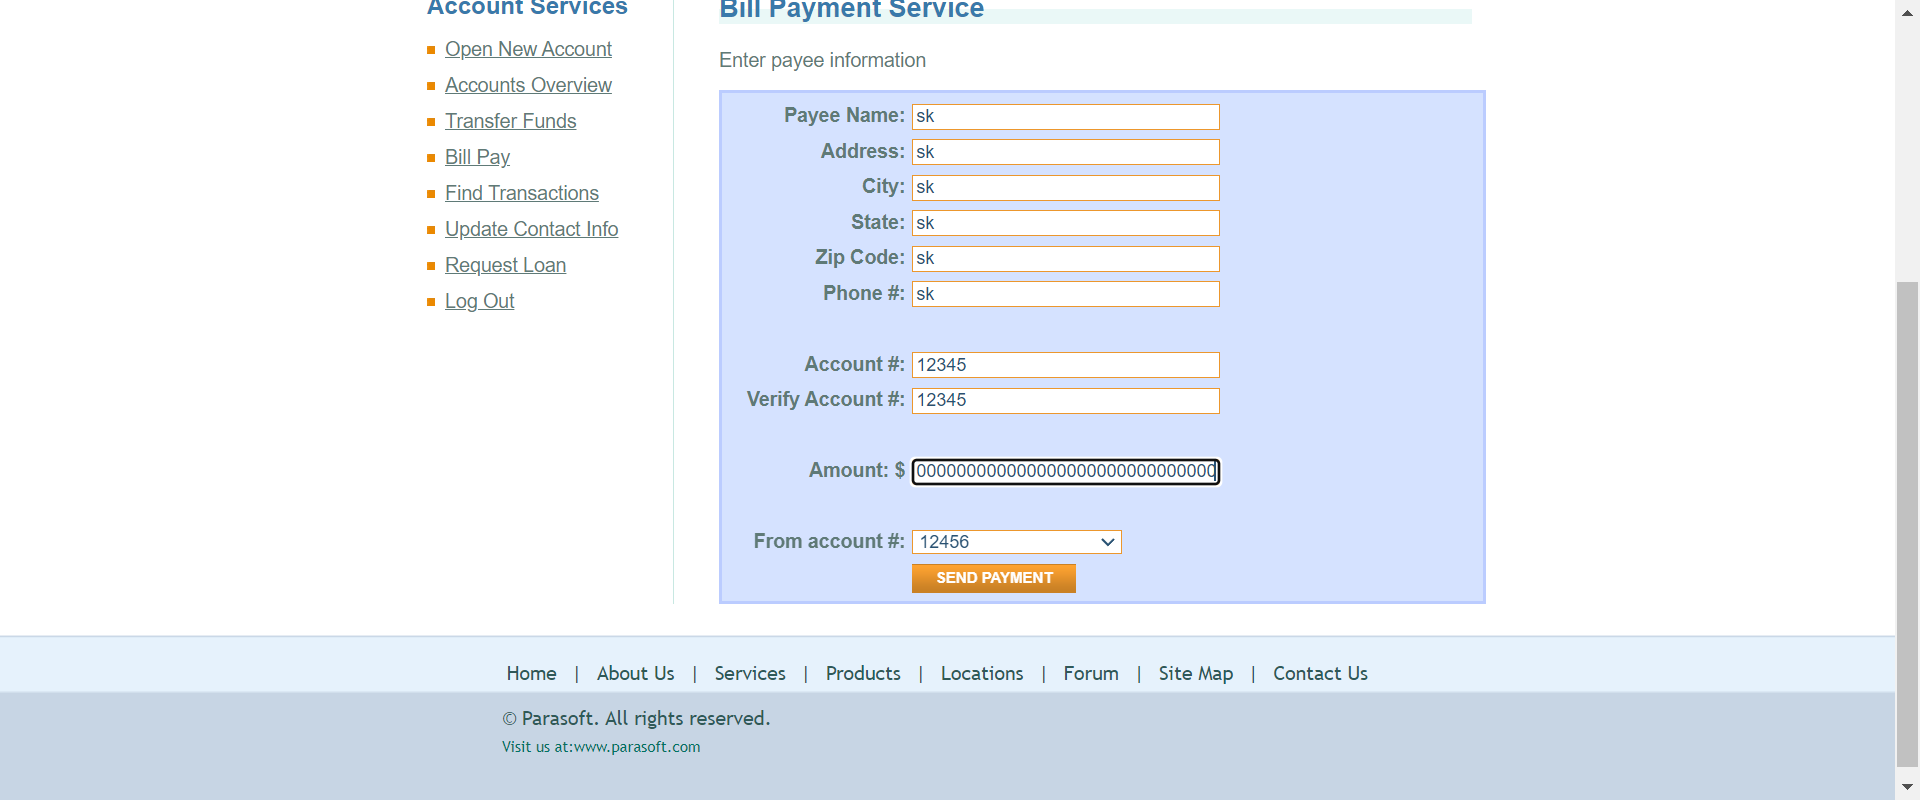 Account Services
Open New Account
Accounts Overview
Transfer Funds
Bill Pay
Find Transactions
Update Contact Info
Request Loan
Log Out
Bill Payment Service
Enter payee information
Payee Name: sk
Address: sk
City: sk
State: sk
Zip Code: sk
Phone #: sk
Account #: 12345
Verify Account #: 12345
Amount: $ 000000000000000000000000000000
From account #: 12456
SEND PAYMENT
Home | About Us | Services | Products | Locations | Forum | Site Map | Contact Us
© Parasoft. All rights reserved.
Visit us at:www.parasoft.com